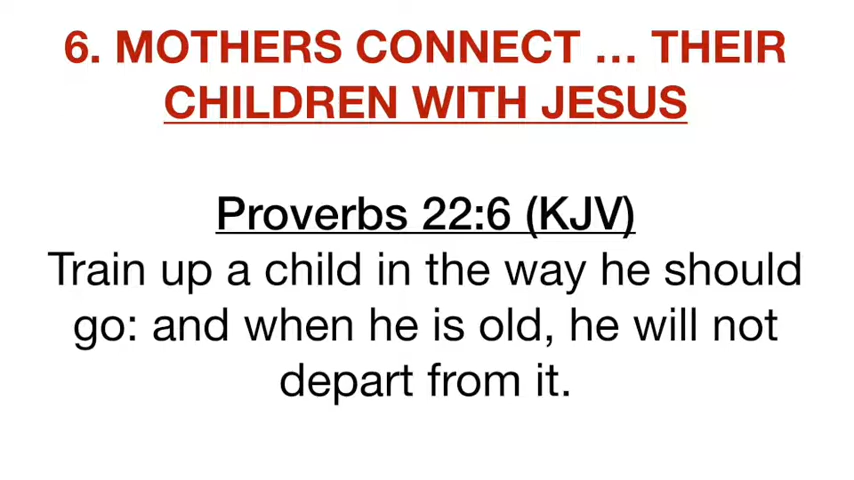 6. MOTHERS CONNECT … THEIR
CHILDREN WITH JESUS
Proverbs 22:6 (KJV)
Train up a child in the way he should
go: and when he is old, he will not
depart from it.